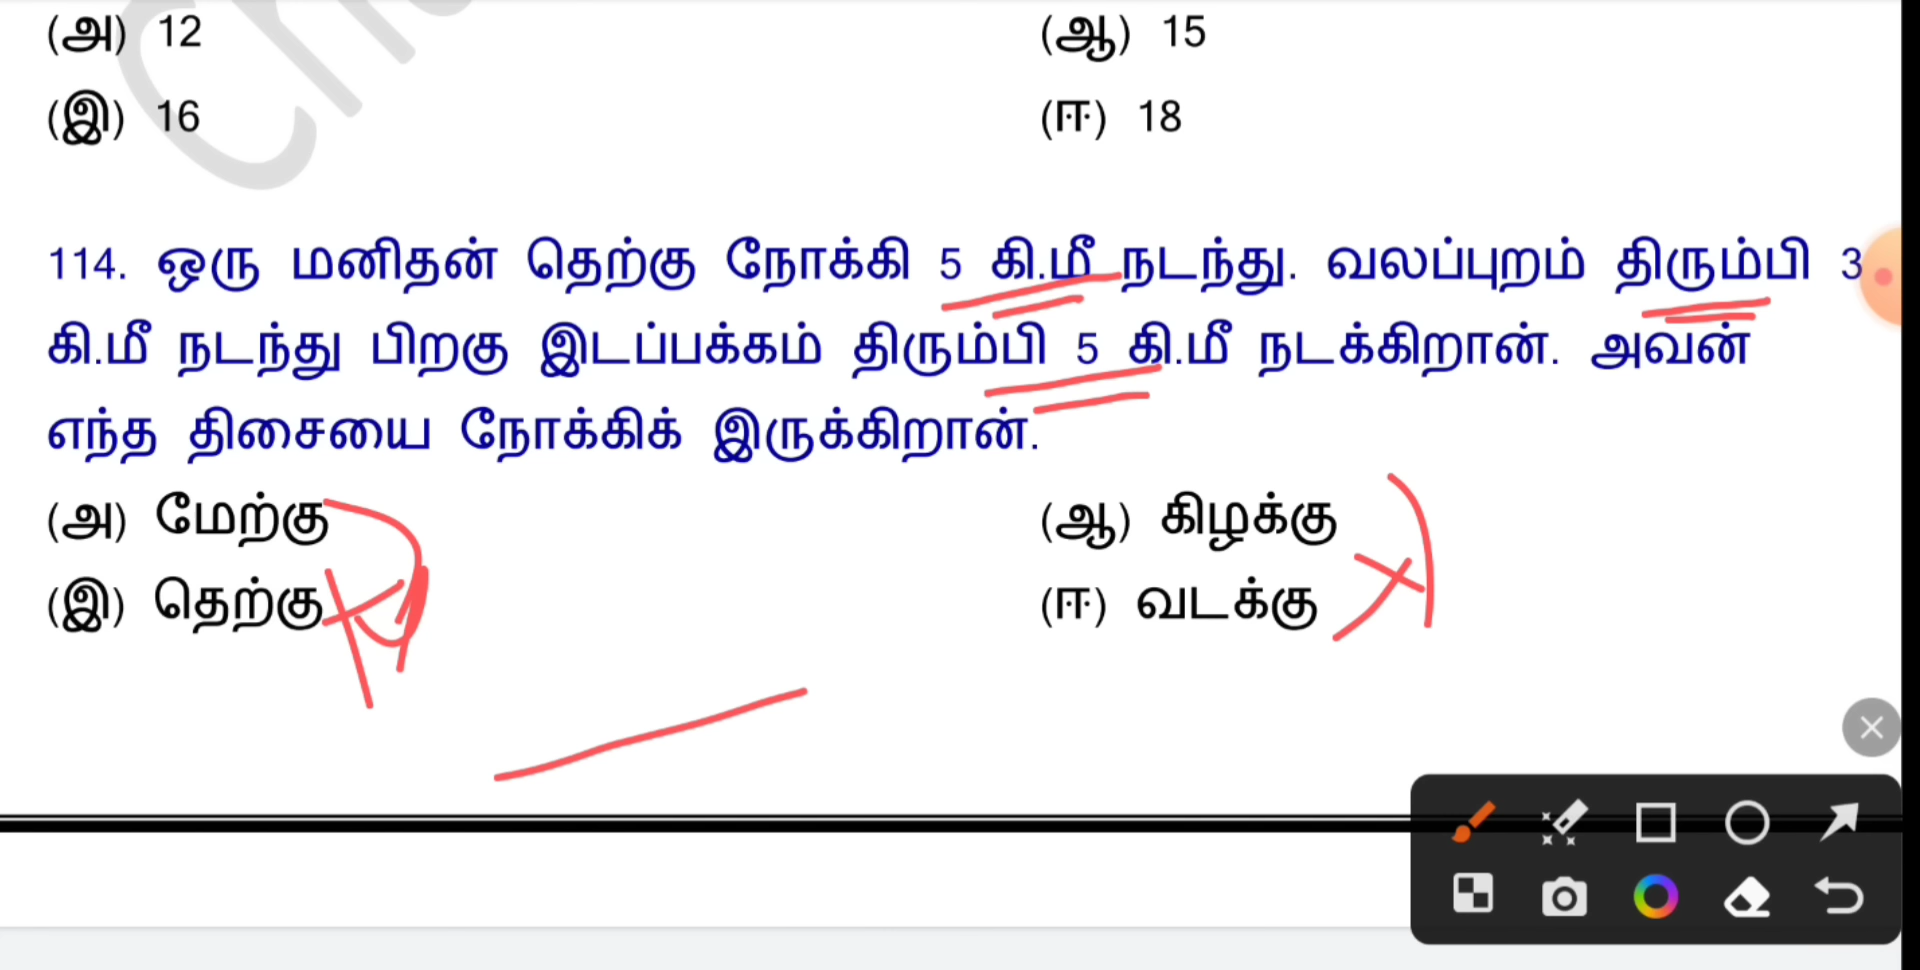 (அ) 12
(ஆ) 15
(இ) 16
(ஈ) 18
114. ஒரு மனிதன் தெற்கு நோக்கி 5 கி.மீ நடந்து. வலப்புறம் திரும்பி 3
கி.மீ நடந்து பிறகு இடப்பக்கம் திரும்பி 5 கி.மீ நடக்கிறான். அவன்
எந்த திசையை நோக்கிக் இருக்கிறான்.
(அ) மேற்கு
(ஆ) கிழக்கு
(இ) தெற்கு
(ஈ) வடக்கு